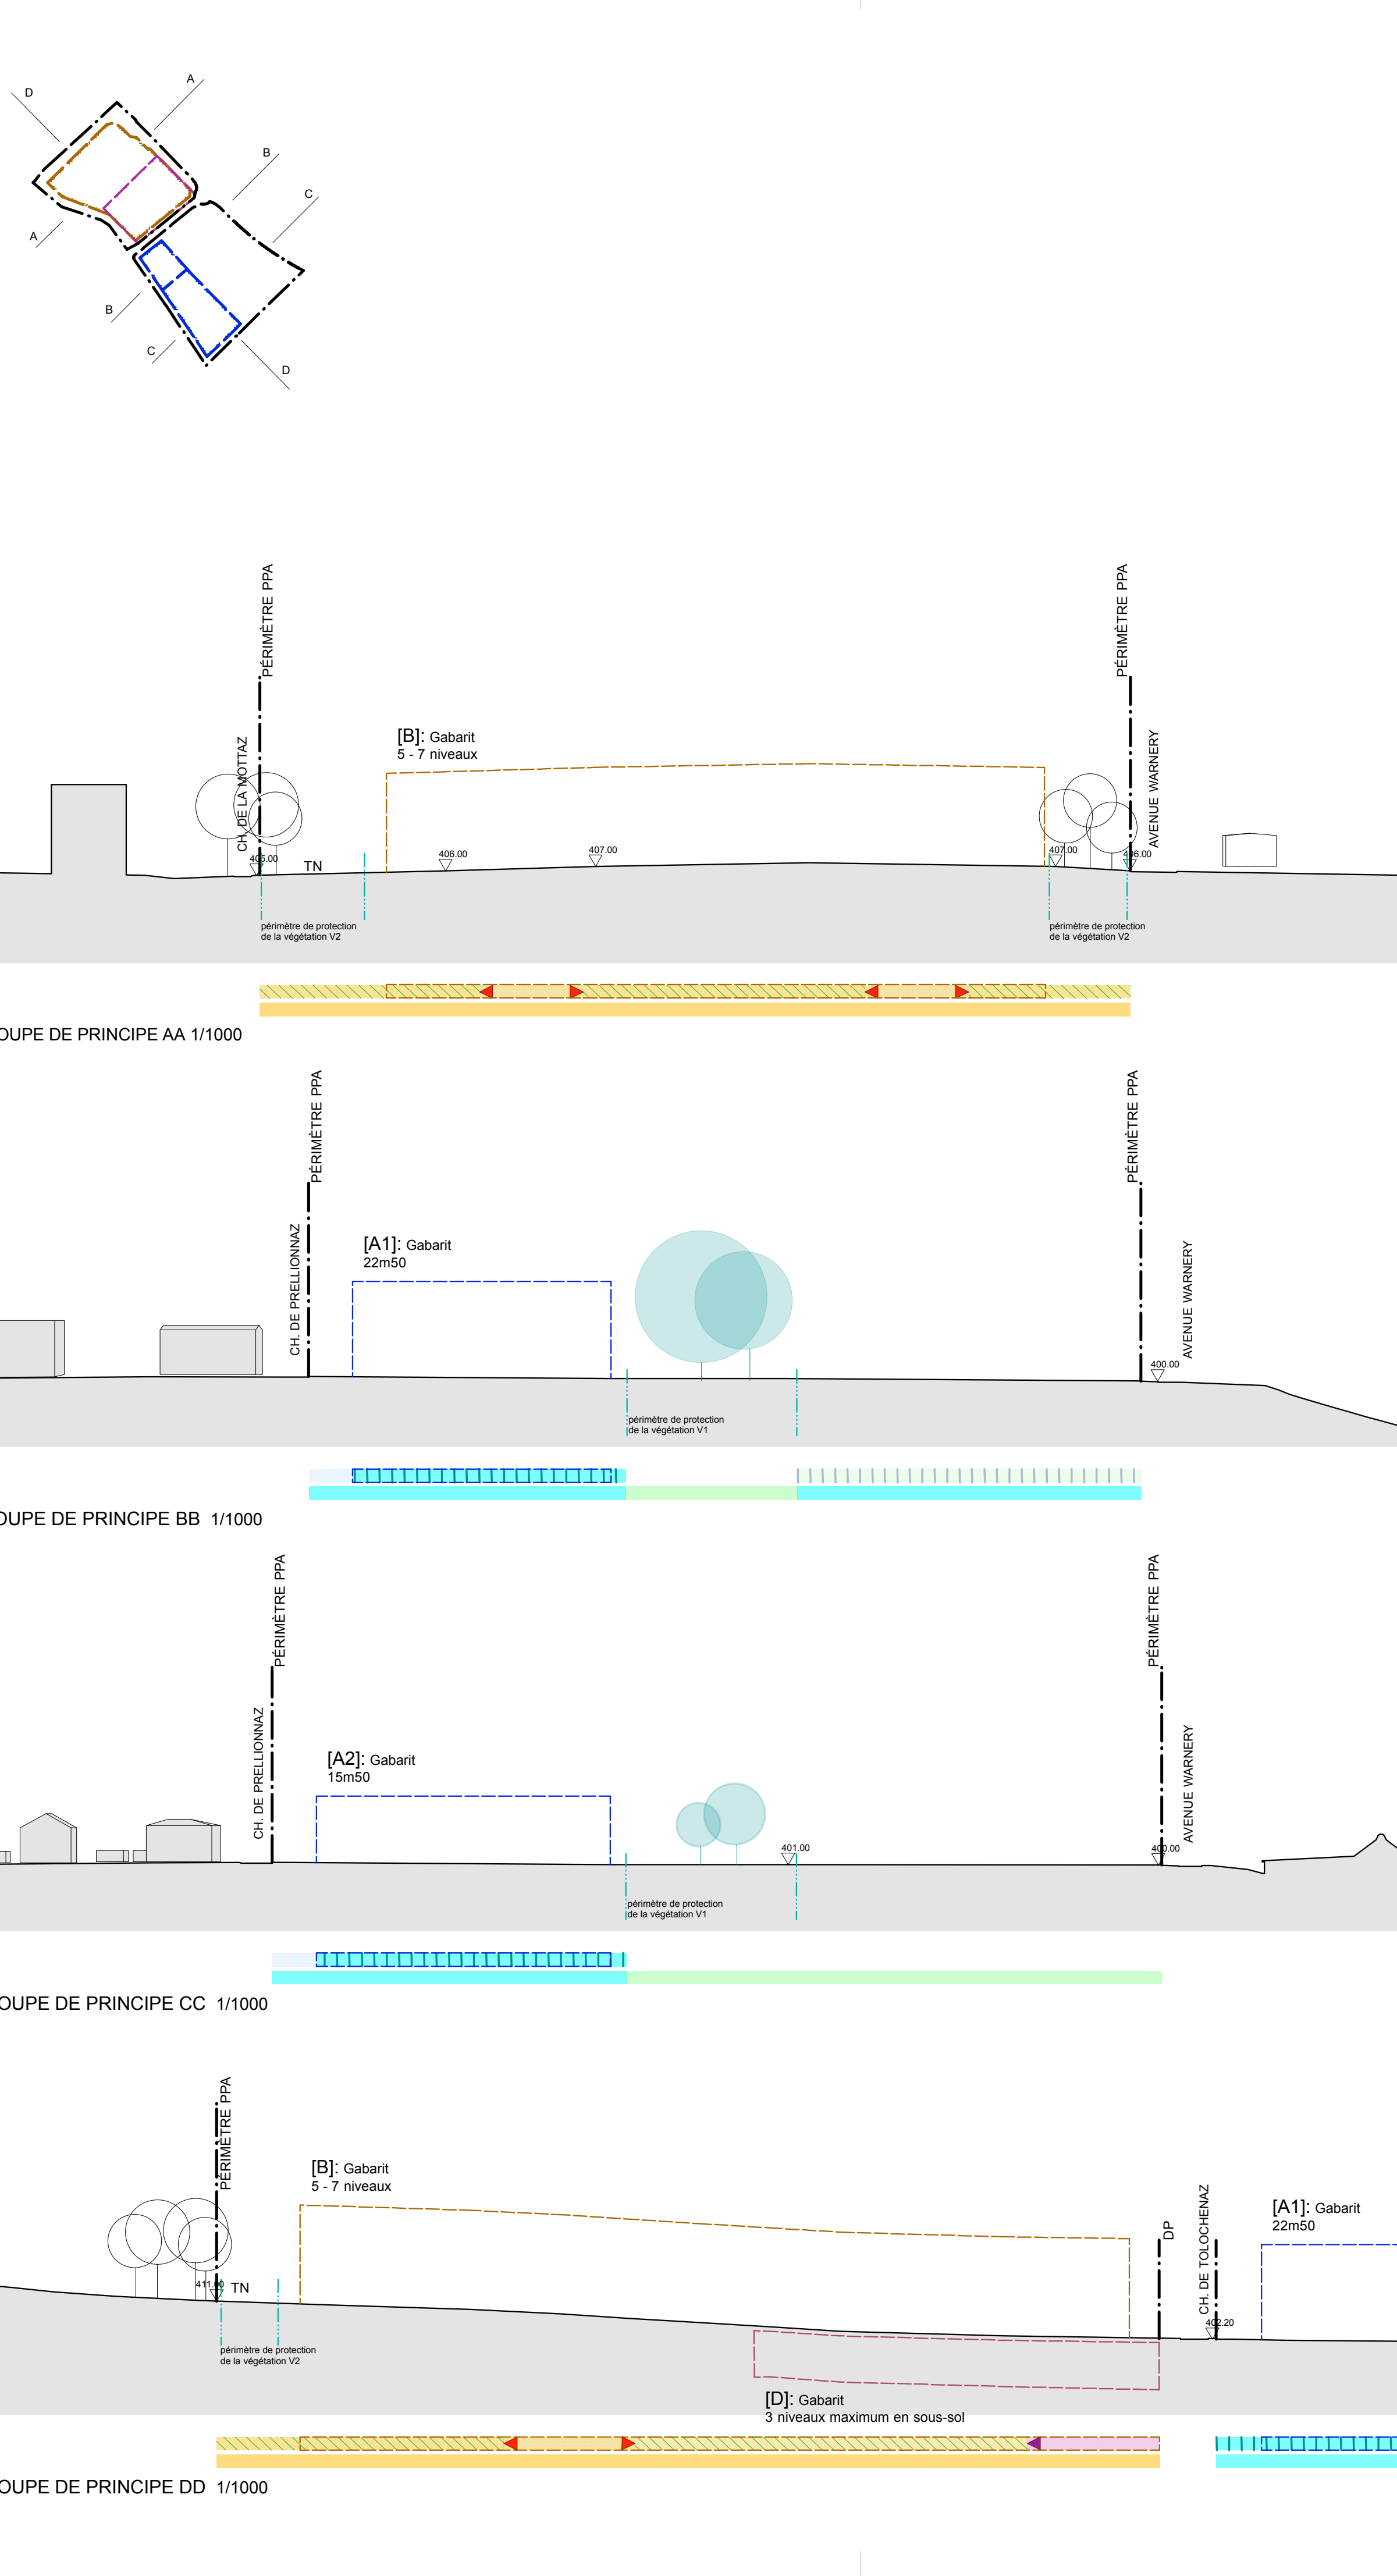 A
D
B
C
A
B
C
D
PÉRIMÈTRE PPA
PÉRIMÈTRE PPA
CH. DE LA MOTTAZ
AVENUE WARNERY
[B]: Gabarit
5 - 7 niveaux
TN
406.00
407.00
407.00
406.00
périmètre de protection
de la végétation V2
périmètre de protection
de la végétation V2
OUPE DE PRINCIPE AA 1/1000
PÉRIMÈTRE PPA
PÉRIMÈTRE PPA
CH. DE PRELLIONNAZ
AVENUE WARNERY
[A1]: Gabarit
22m50
400.00
périmètre de protection
de la végétation V1
OUPE DE PRINCIPE BB 1/1000
PÉRIMÈTRE PPA
PÉRIMÈTRE PPA
CH. DE PRELLIONNAZ
AVENUE WARNERY
[A2]: Gabarit
15m50
401.00
400.00
périmètre de protection
de la végétation V1
OUPE DE PRINCIPE CC 1/1000
PÉRIMÈTRE PPA
[B]: Gabarit
5 - 7 niveaux
DP
CH. DE TOLOCHENAZ
[A1]: Gabarit
22m50
411.00
TN
402.20
périmètre de protection
de la végétation V2
[D]: Gabarit
3 niveaux maximum en sous-sol
OUPE DE PRINCIPE DD 1/1000